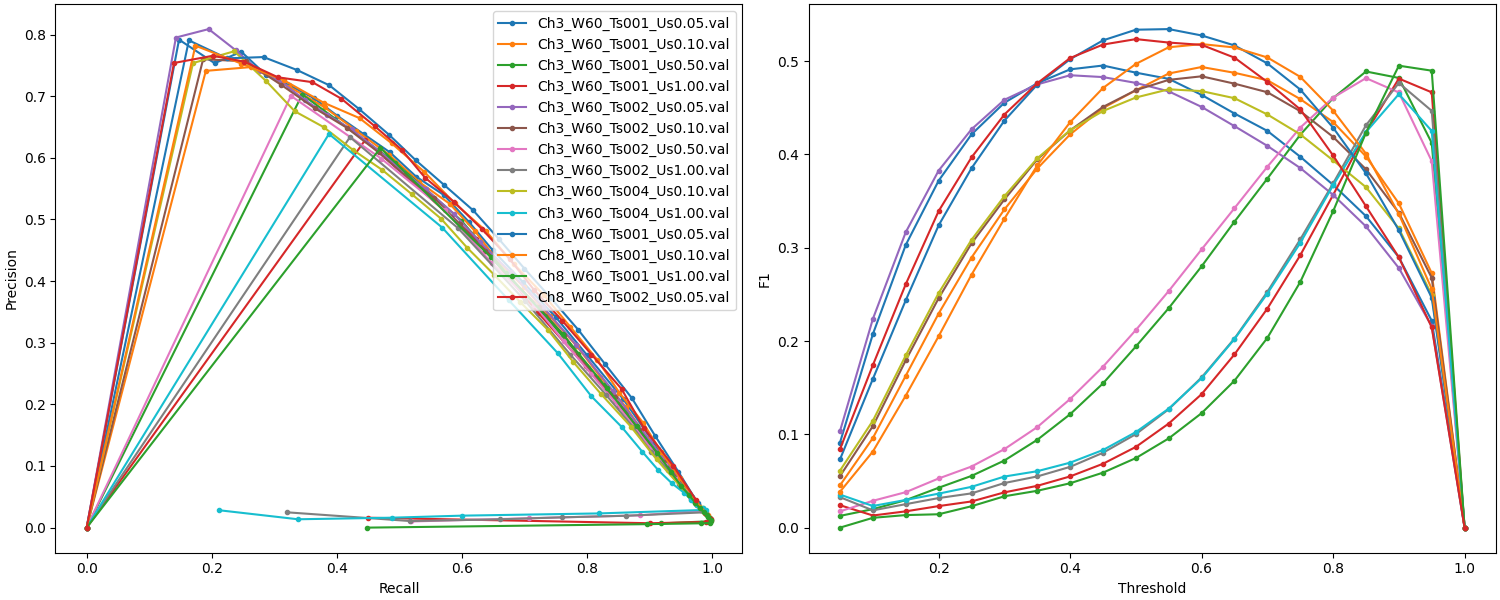 0.8
0.7
0.6
0.5
0.4
0.3
0.2
0.1
0.0
Precision
0.0 0.2 0.4 0.6 0.8 1.0
Recall
Ch3_W60_Ts001_Us0.05.val
Ch3_W60_Ts001_Us0.10.val
Ch3_W60_Ts001_Us0.50.val
Ch3_W60_Ts001_Us1.00.val
Ch3_W60_Ts002_Us0.05.val
Ch3_W60_Ts002_Us0.10.val
Ch3_W60_Ts002_Us0.50.val
Ch3_W60_Ts002_Us1.00.val
Ch3_W60_Ts004_Us0.10.val
Ch3_W60_Ts004_Us1.00.val
Ch8_W60_Ts001_Us0.05.val
Ch8_W60_Ts001_Us0.10.val
Ch8_W60_Ts001_Us1.00.val
Ch8_W60_Ts002_Us0.05.val
0.5
0.4
0.3
0.2
0.1
0.0
F1
0.2 0.4 0.6 0.8 1.0
Threshold